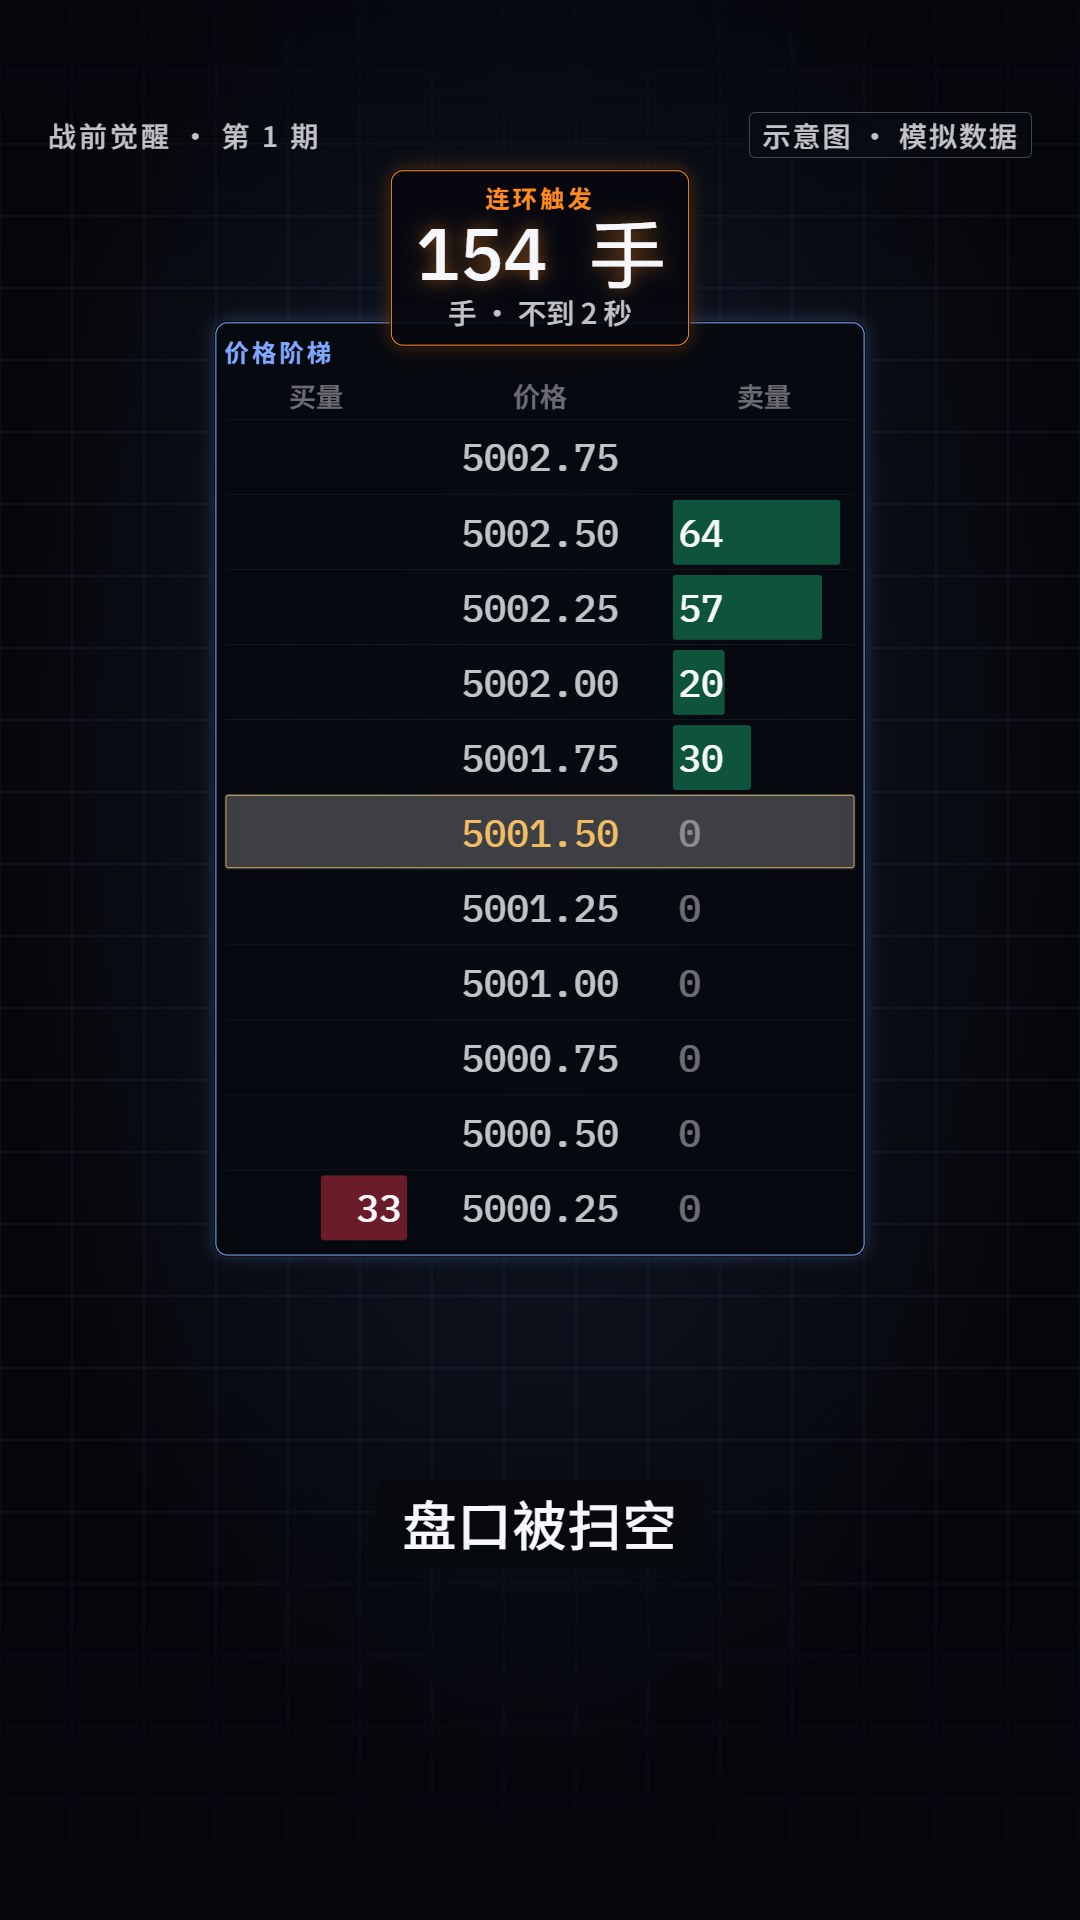 战前觉醒 · 第 1 期
示意图 · 模拟数据
连环触发
154 手
手 · 不到 2 秒
价格阶梯
买量 价格 卖量
5002.75
5002.50 64
5002.25 57
5002.00 20
5001.75 30
5001.50 0
5001.25 0
5001.00 0
5000.75 0
5000.50 0
33 5000.25 0
盘口被扫空